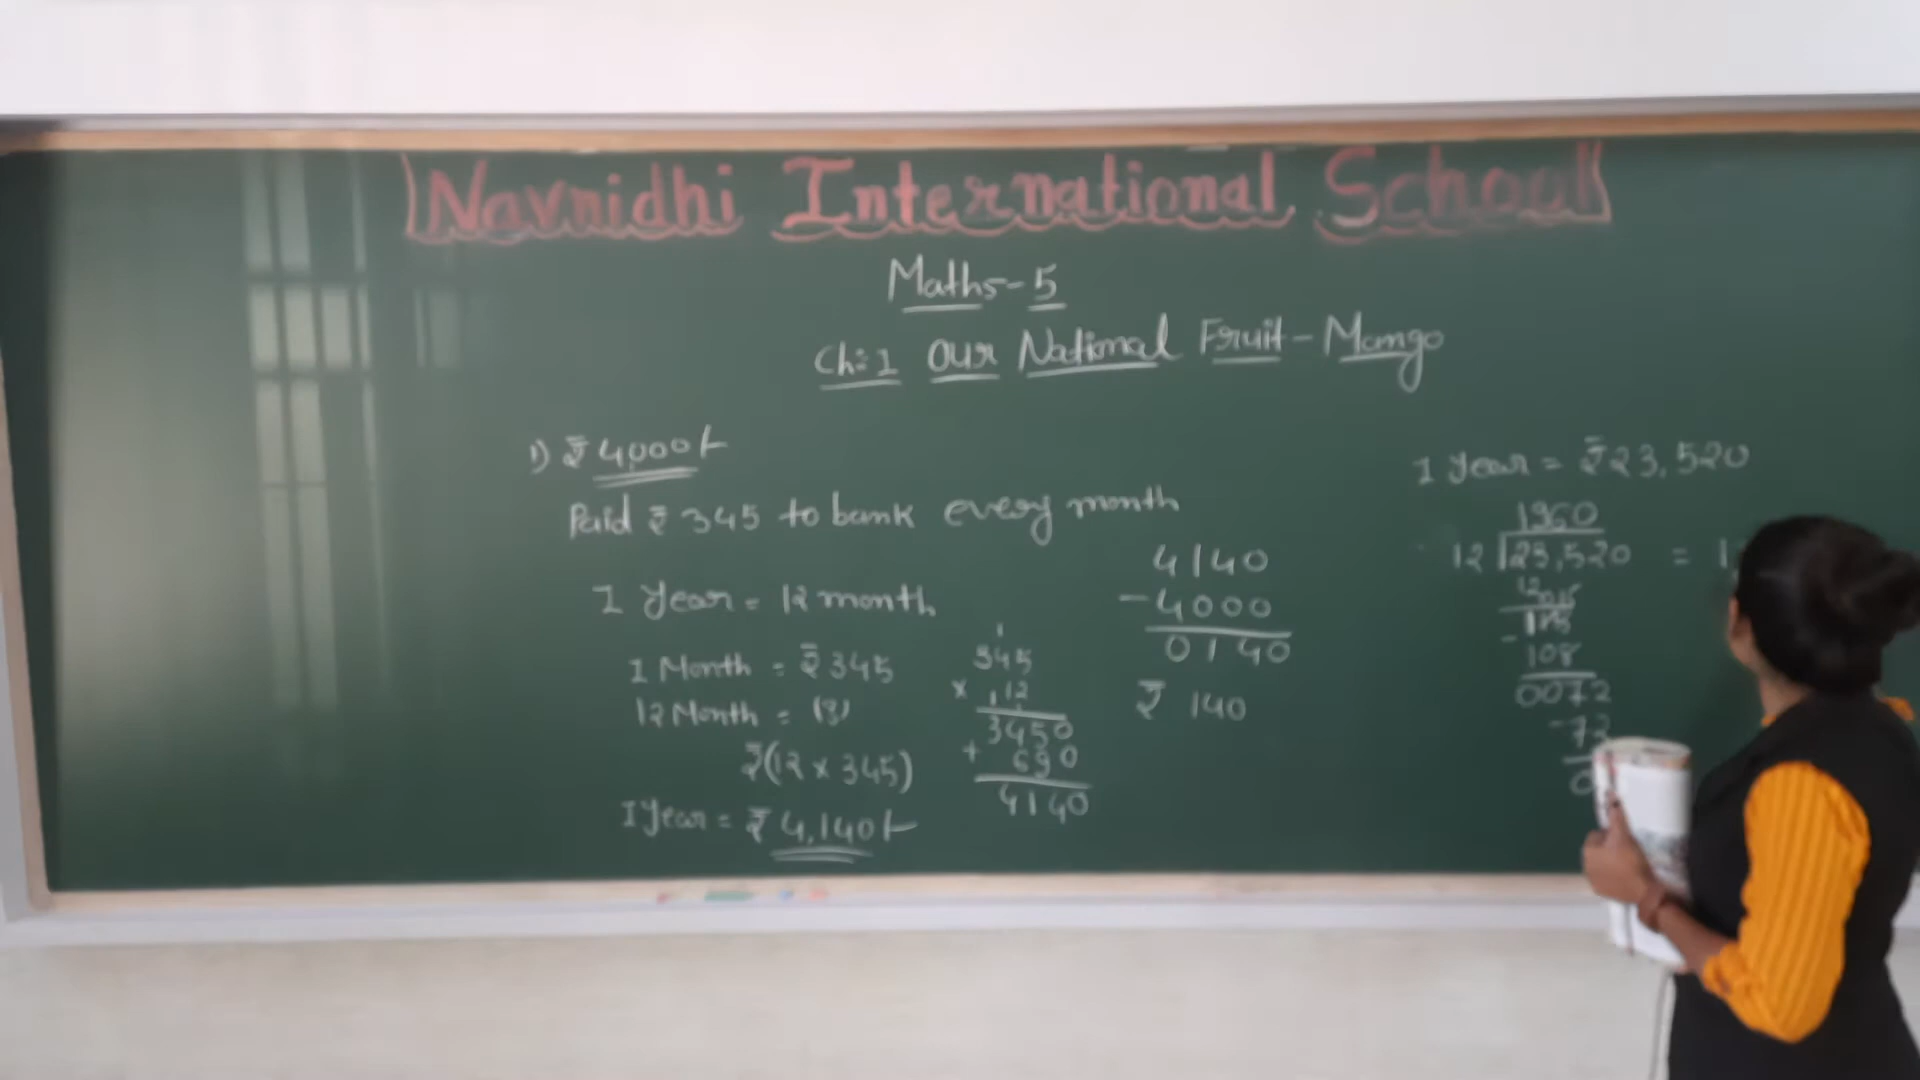 Navnidhi International School
Maths-5
Ch:1 Our National Fruit-Mango
1) ₹ 4,000/-
Paid ₹ 345 to bank every month
1 Year = 12 month
1 Month = ₹ 345
12 Month = (?)
₹(12 x 345)
1 Year = ₹ 4,140/-
1
345
x 12
3450
+ 690
4140
4140
- 4000
0140
₹ 140
1 Year = ₹ 23,520
1960
12 23,520 = 1
12
115
- 108
0072
-72
0